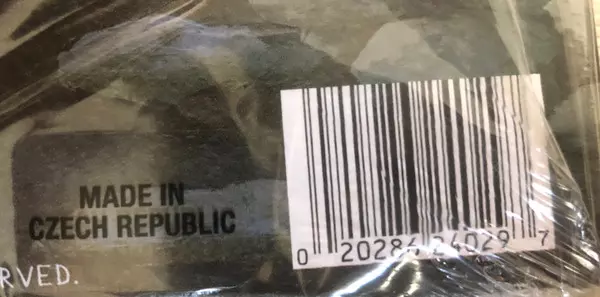 MADE IN
CZECH REPUBLIC
0 20286 24029 7
RVED.